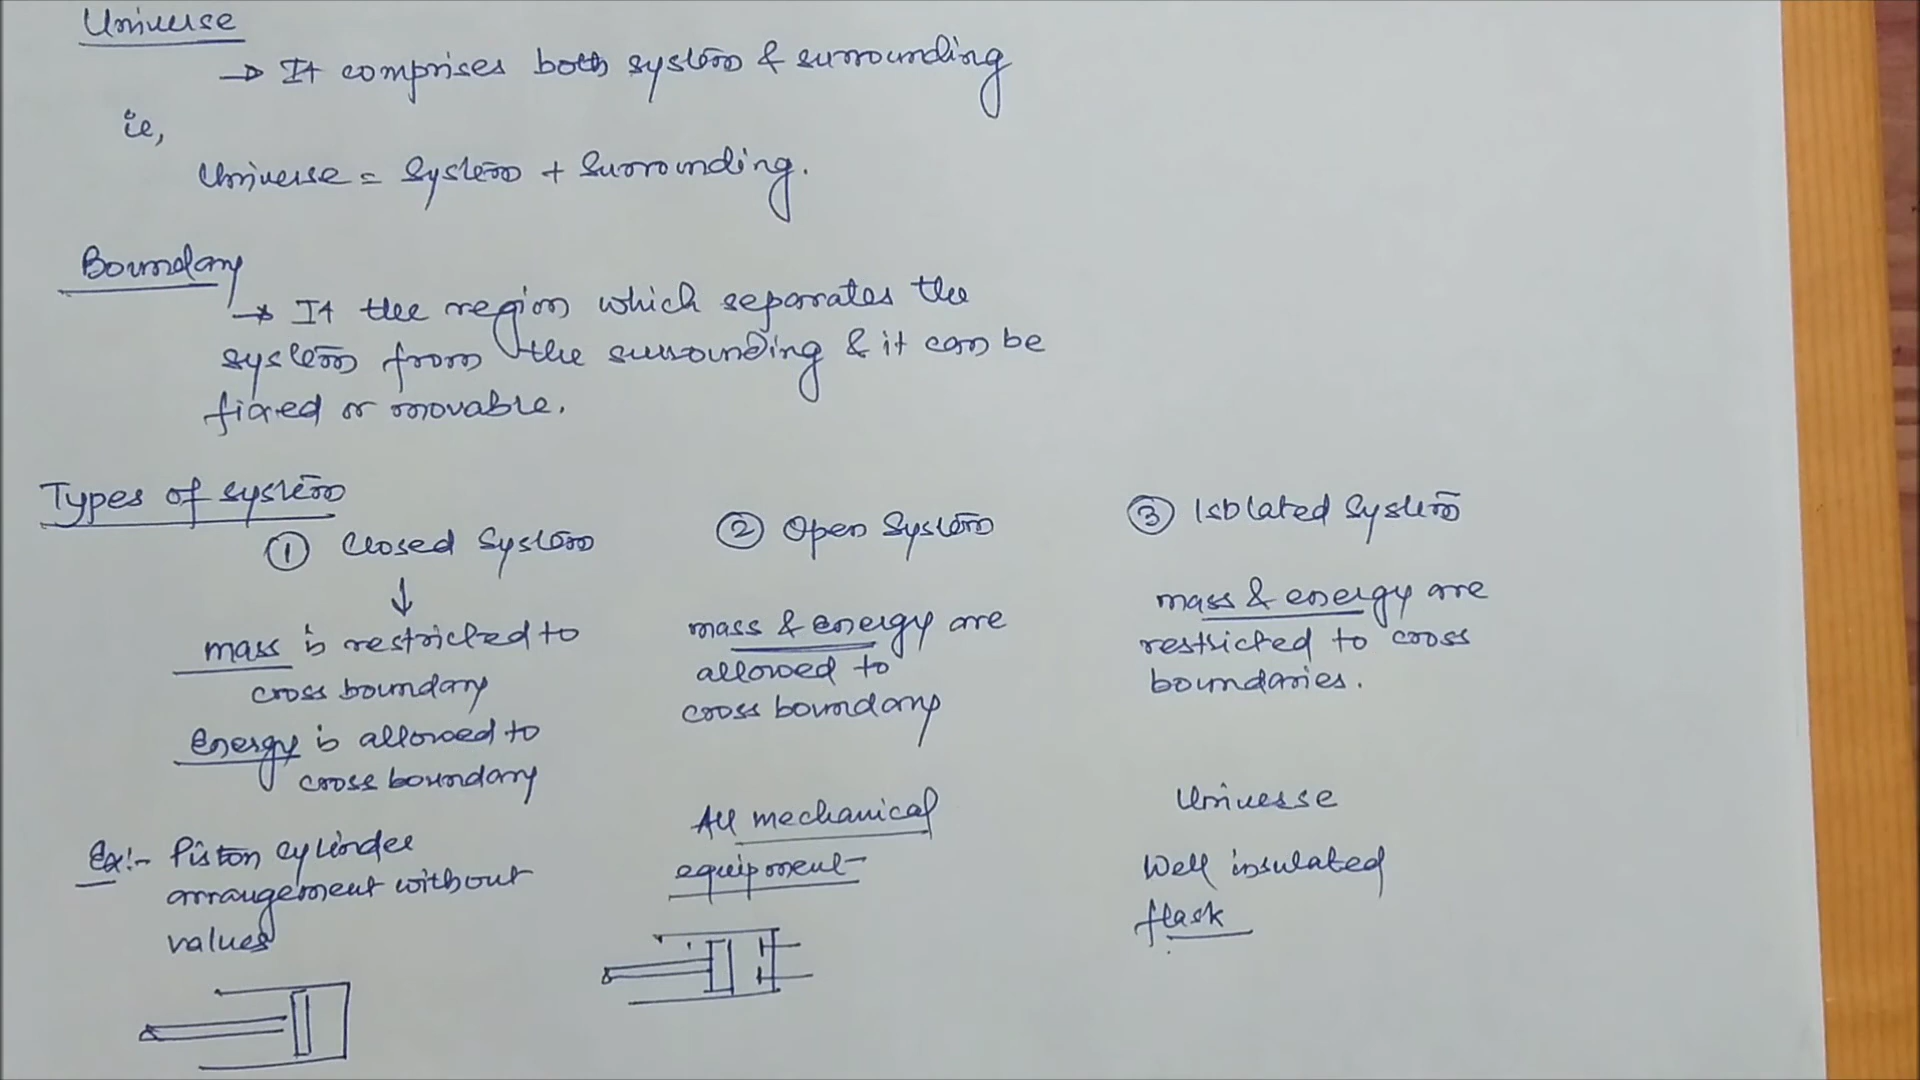 Universe
→ It comprises both system & surrounding
ie,
Universe = System + Surrounding.
Boundary
→ It the region which separates the
system from the surrounding & it can be
fixed or movable.
Types of system
① Closed System
↓
mass is restricted to
cross boundary
Energy is allowed to
cross boundary
Ex:- Piston cylinder
arrangement without
values
② Open System
mass & energy are
allowed to
cross boundary
All mechanical
equipment
③ Isolated System
mass & energy are
restricted to cross
boundaries.
Universe
Well insulated
flask